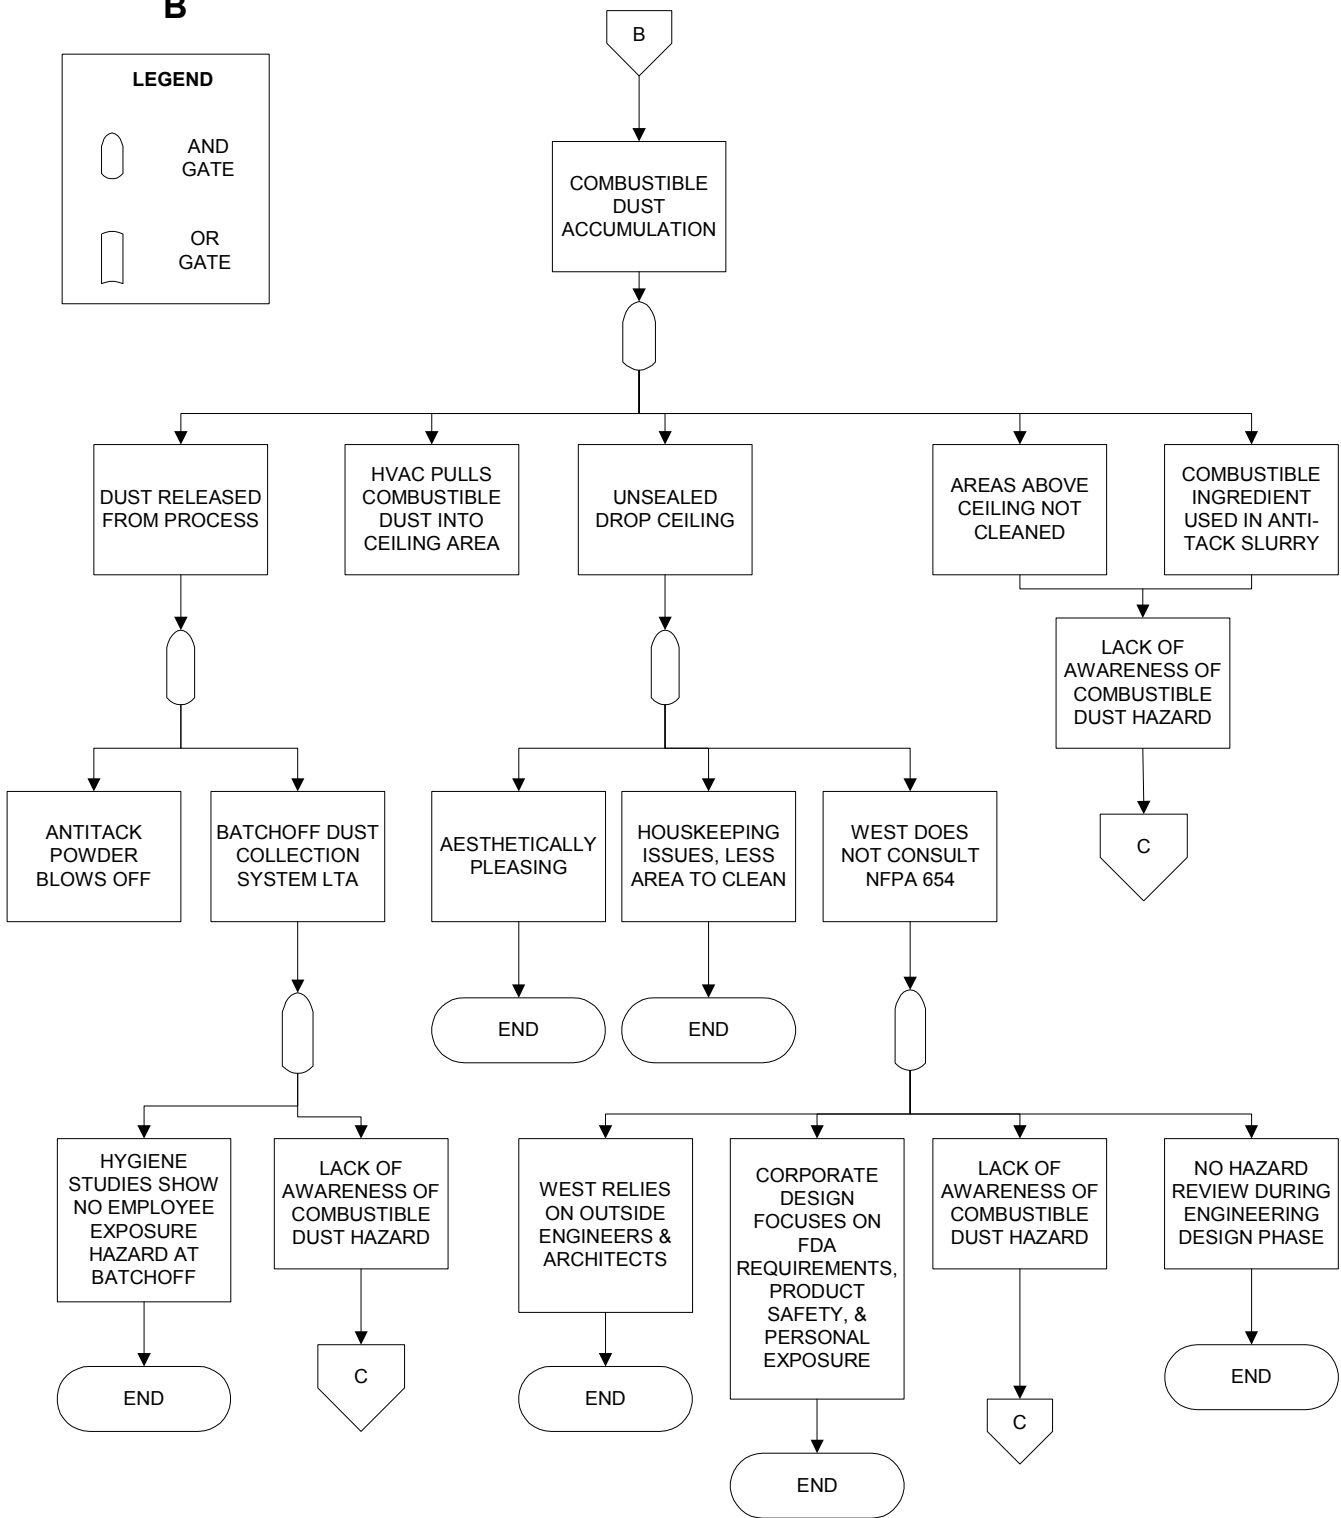 B
LEGEND
AND
GATE
OR
GATE
B
COMBUSTIBLE
DUST
ACCUMULATION
DUST RELEASED
FROM PROCESS
HVAC PULLS
COMBUSTIBLE
DUST INTO
CEILING AREA
UNSEALED
DROP CEILING
AREAS ABOVE
CEILING NOT
CLEANED
COMBUSTIBLE
INGREDIENT
USED IN ANTI-
TACK SLURRY
LACK OF
AWARENESS OF
COMBUSTIBLE
DUST HAZARD
C
ANTITACK
POWDER
BLOWS OFF
BATCHOFF DUST
COLLECTION
SYSTEM LTA
AESTHETICALLY
PLEASING
HOUSKEEPING
ISSUES, LESS
AREA TO CLEAN
WEST DOES
NOT CONSULT
NFPA 654
END
END
HYGIENE
STUDIES SHOW
NO EMPLOYEE
EXPOSURE
HAZARD AT
BATCHOFF
LACK OF
AWARENESS OF
COMBUSTIBLE
DUST HAZARD
WEST RELIES
ON OUTSIDE
ENGINEERS &
ARCHITECTS
CORPORATE
DESIGN
FOCUSES ON
FDA
REQUIREMENTS,
PRODUCT
SAFETY, &
PERSONAL
EXPOSURE
LACK OF
AWARENESS OF
COMBUSTIBLE
DUST HAZARD
NO HAZARD
REVIEW DURING
ENGINEERING
DESIGN PHASE
END
C
END
END
C
END